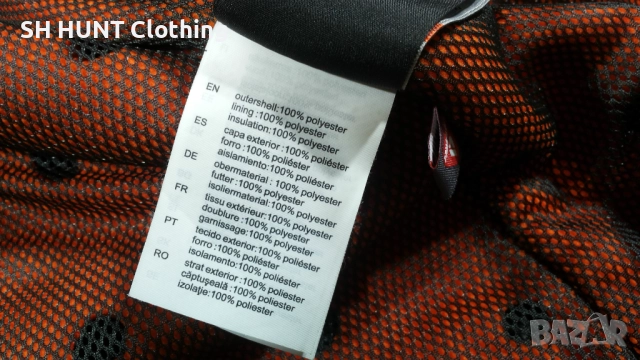 SH HUNT Clothin
EN
outershell:100% polyester
lining :100% polyester
insulation:100% polyester
ES
capa exterior:100% poliéster
forro :100% poliéster
aislamiento:100% poliéster
DE
obermaterial:100% polyester
futter :100% polyester
isoliermaterial:100% polyester
FR
tissu extérieur:100% polyester
doublure :100% polyester
garnissage:100% polyester
PT
tecido exterior:100% poliéster
forro :100% poliéster
isolamento:100% poliéster
RO
strat exterior:100% poliester
căptușeală :100% poliester
izolație:100% poliester
BAZAR